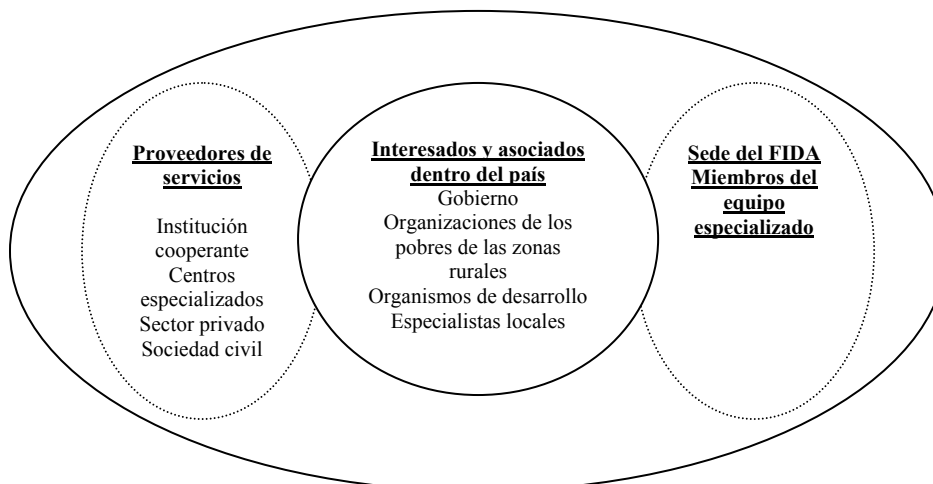 Proveedores de
servicios
Institución
cooperante
Centros
especializados
Sector privado
Sociedad civil
Interesados y asociados
dentro del país
Gobierno
Organizaciones de los
pobres de las zonas
rurales
Organismos de desarrollo
Especialistas locales
Sede del FIDA
Miembros del
equipo
especializado